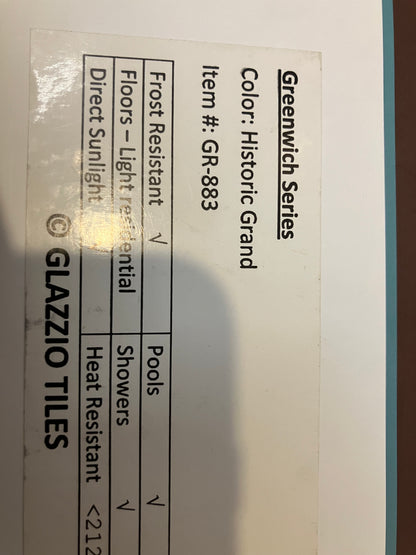 Greenwich Series
Color: Historic Grand
Item #: GR-883
Frost Resistant √ Pools √
Floors – Light residential Showers √
Direct Sunlight Heat Resistant <212
© GLAZZIO TILES